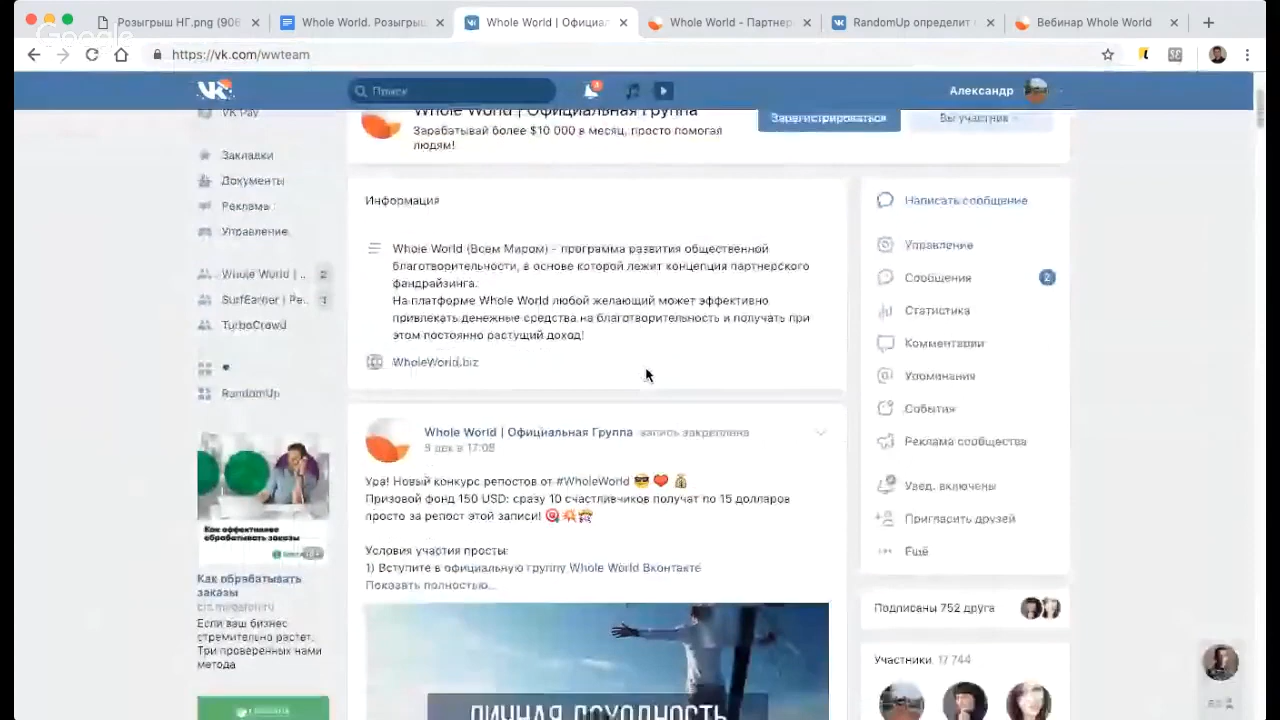 Розыгрыш НГ.png (906
Whole World. Розыгрыш
Whole World | Официал
Whole World - Партнер
RandomUp определит
Вебинар Whole World
Google
https://vk.com/wwteam
Поиск
Александр
VK Pay
Закладки
Документы
Реклама
Управление
Whole World | .. 2
SurfEarner | Ре..
TurboCrowd
RandomUp
Как эффективно
обрабатывать заказы
Как обрабатывать
заказы
Если ваш бизнес
стремительно растет.
Три проверенных нами
метода
Whole World | Официальная Группа
Зарабатывай более $10 000 в месяц, просто помогая
людям!
Зарегистрироваться
Вы участник
Информация
Whole World (Всем Миром) - программа развития общественной
благотворительности, в основе которой лежит концепция партнерского
фандрайзинга.
На платформе Whole World любой желающий может эффективно
привлекать денежные средства на благотворительность и получать при
этом постоянно растущий доход!
WholeWorld.biz
Whole World | Официальная Группа запись закреплена
9 дек в 17:08
Ура! Новый конкурс репостов от #WholeWorld 😎 ❤️ 💰
Призовой фонд 150 USD: сразу 10 счастливчиков получат по 15 долларов
просто за репост этой записи! 🎯
Условия участия просты:
1) Вступите в официальную группу Whole World Вконтакте
Показать полностью...
ЛИЧНАЯ ДОХОДНОСТЬ
Написать сообщение
Управление
Сообщения 2
Статистика
Комментарии
Упоминания
События
Реклама сообщества
Увед. включены
Пригласить друзей
Ещё
Подписаны 752 друга
Участники 17 744